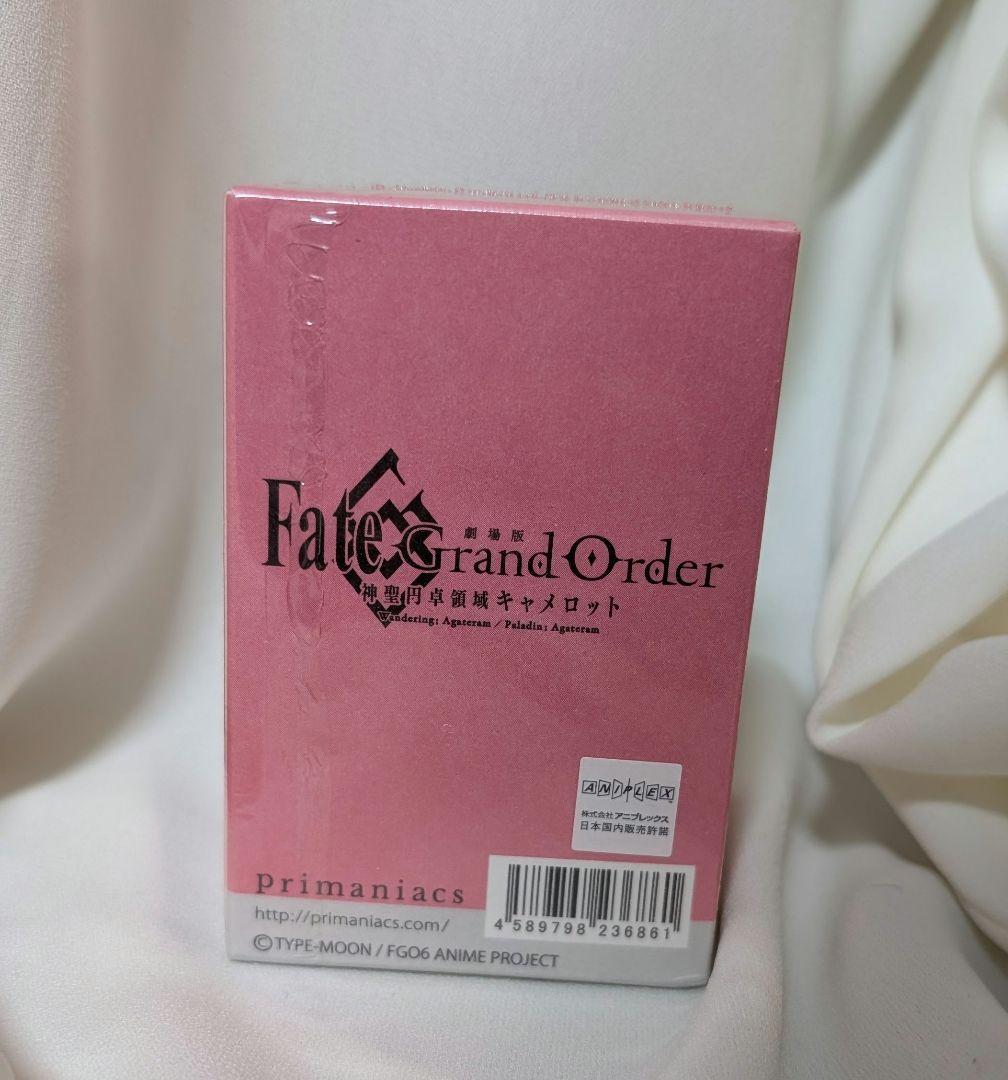 劇場版
Fate Grand Order
神聖円卓領域キャメロット
Wandering; Agateram / Paladin; Agateram
ANIPLEX™
株式会社アニプレックス
日本国内販売許諾
primaniacs
http://primaniacs.com/
4 589798 236861
©TYPE-MOON / FGO6 ANIME PROJECT